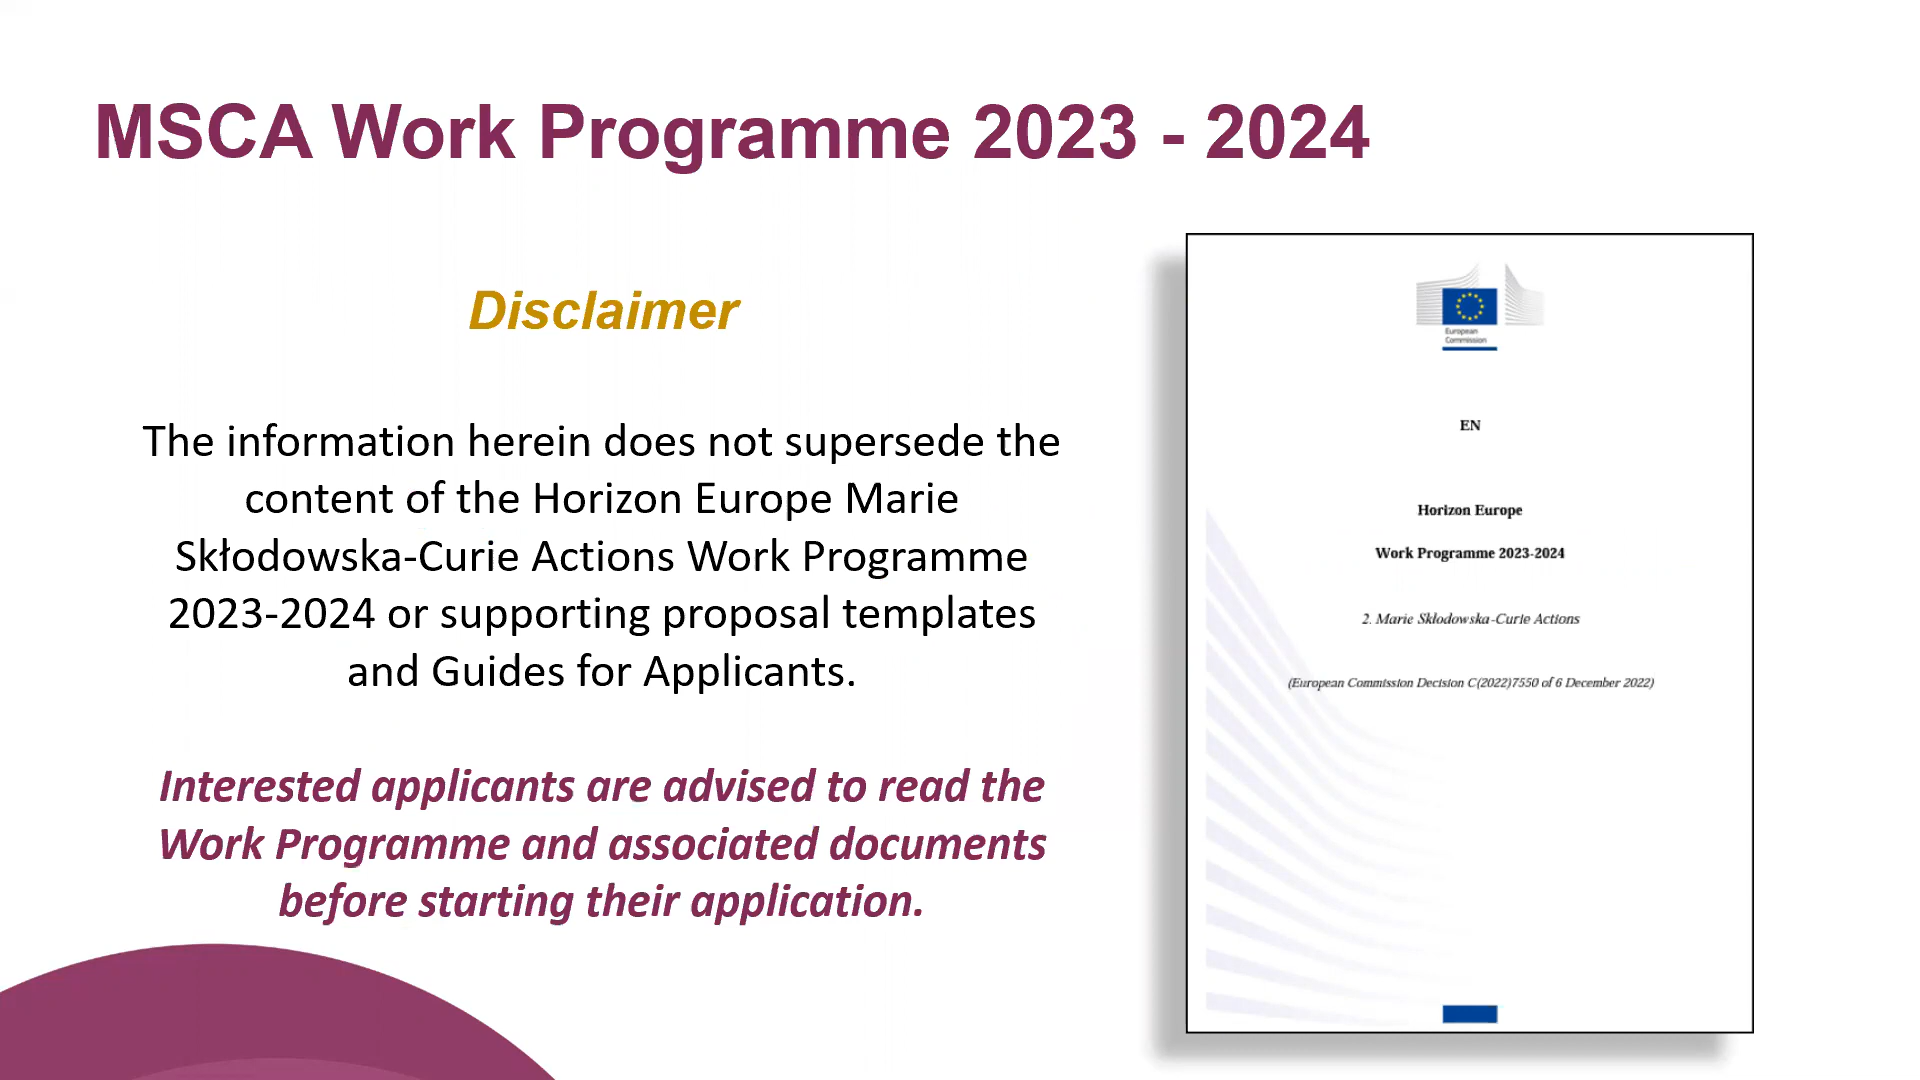 MSCA Work Programme 2023 - 2024
Disclaimer
The information herein does not supersede the
content of the Horizon Europe Marie
Skłodowska-Curie Actions Work Programme
2023-2024 or supporting proposal templates
and Guides for Applicants.
Interested applicants are advised to read the
Work Programme and associated documents
before starting their application.
European
Commission
EN
Horizon Europe
Work Programme 2023-2024
2. Marie Skłodowska-Curie Actions
(European Commission Decision C(2022)7550 of 6 December 2022)